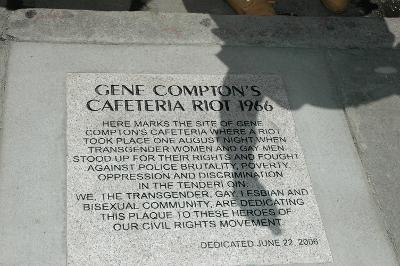 GENE COMPTON'S
CAFETERIA RIOT 1966
HERE MARKS THE SITE OF GENE
COMPTON'S CAFETERIA WHERE A RIOT
TOOK PLACE ONE AUGUST NIGHT WHEN
TRANSGENDER WOMEN AND GAY MEN
STOOD UP FOR THEIR RIGHTS AND FOUGHT
AGAINST POLICE BRUTALITY, POVERTY,
OPPRESSION AND DISCRIMINATION
IN THE TENDERLOIN:
WE, THE TRANSGENDER, GAY, LESBIAN AND
BISEXUAL COMMUNITY, ARE DEDICATING
THIS PLAQUE TO THESE HEROES OF
OUR CIVIL RIGHTS MOVEMENT
DEDICATED JUNE 22, 2006